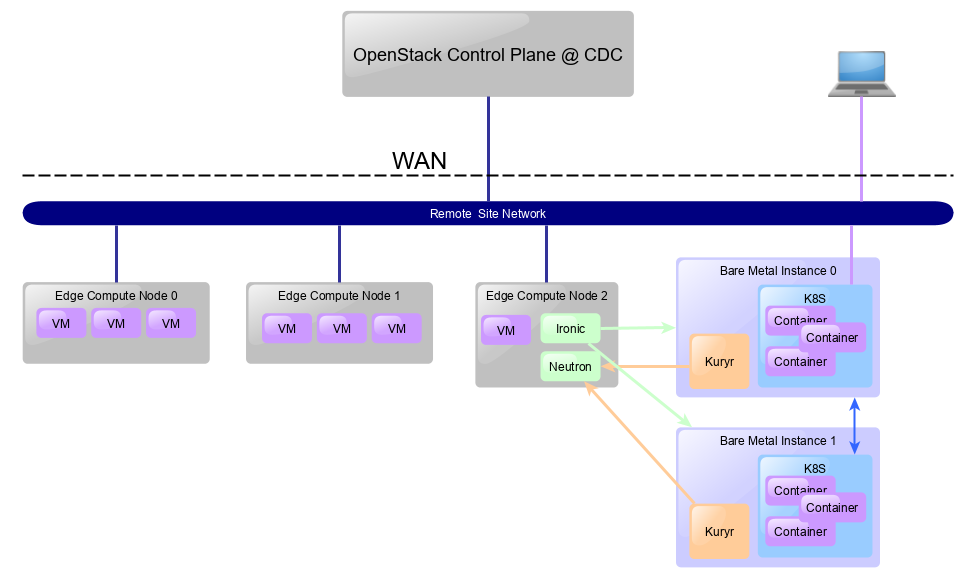 OpenStack Control Plane @ CDC
WAN
Remote Site Network
Edge Compute Node 0
VM VM VM
Edge Compute Node 1
VM VM VM
Edge Compute Node 2
VM
Ironic
Neutron
Bare Metal Instance 0
K8S
Container
Container
Container
Kuryr
Bare Metal Instance 1
K8S
Container
Container
Container
Kuryr